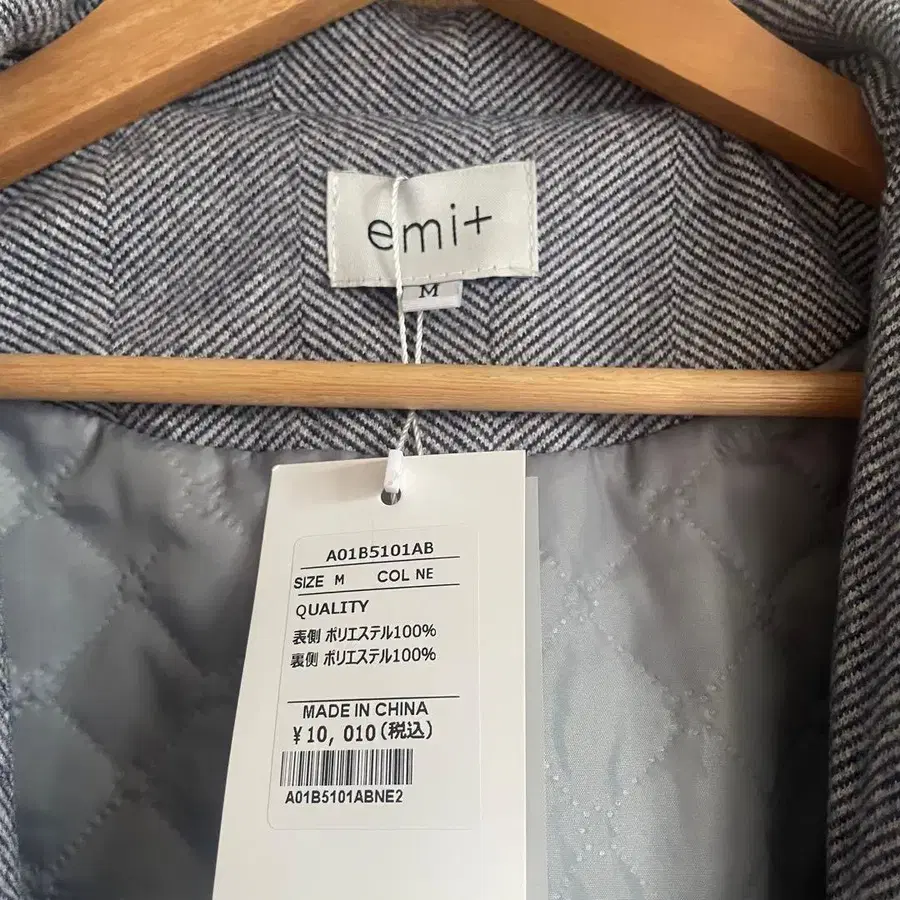 emi+
M
A01B5101AB
SIZE M COL NE
QUALITY
表側 ポリエステル100%
裏側 ポリエステル100%
MADE IN CHINA
¥10, 010(税込)
A01B5101ABNE2